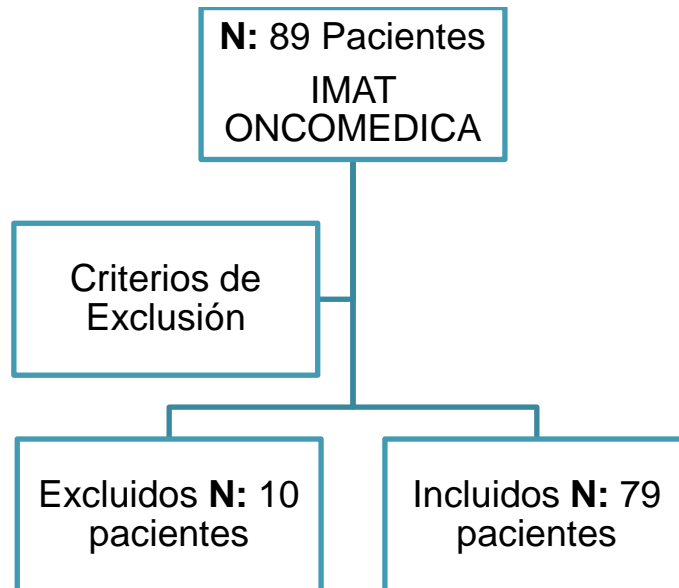 N: 89 Pacientes
IMAT
ONCOMEDICA
Criterios de
Exclusión
Excluidos N: 10
pacientes
Incluidos N: 79
pacientes